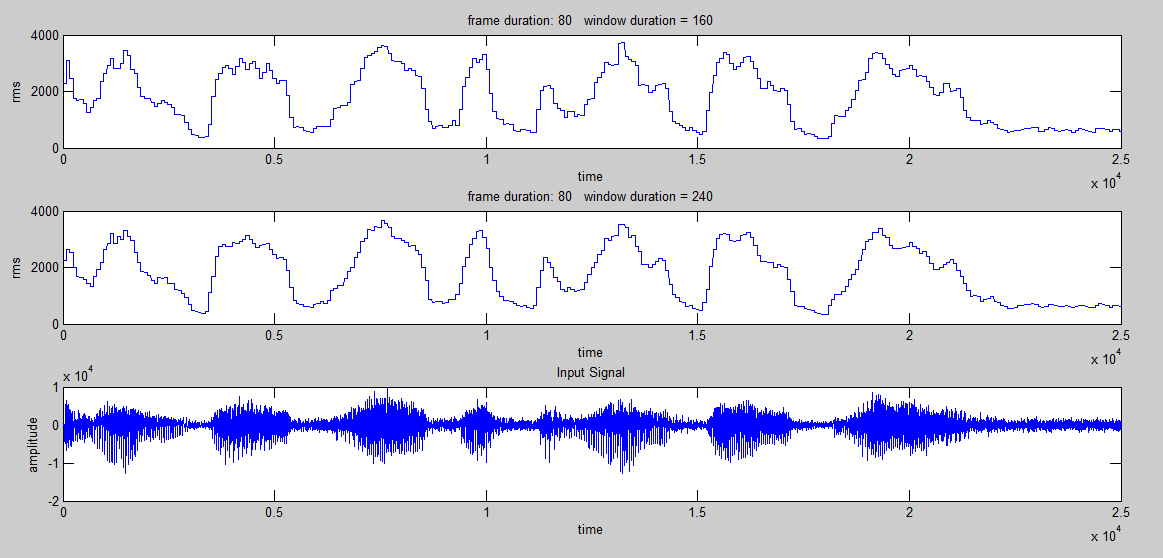 frame duration: 80 window duration = 160
4000
2000
0
rms
0 0.5 1 1.5 2 2.5
time
x 10^4
frame duration: 80 window duration = 240
4000
2000
0
rms
0 0.5 1 1.5 2 2.5
time
x 10^4
Input Signal
x 10^4
1
0
-1
-2
amplitude
0 0.5 1 1.5 2 2.5
time
x 10^4